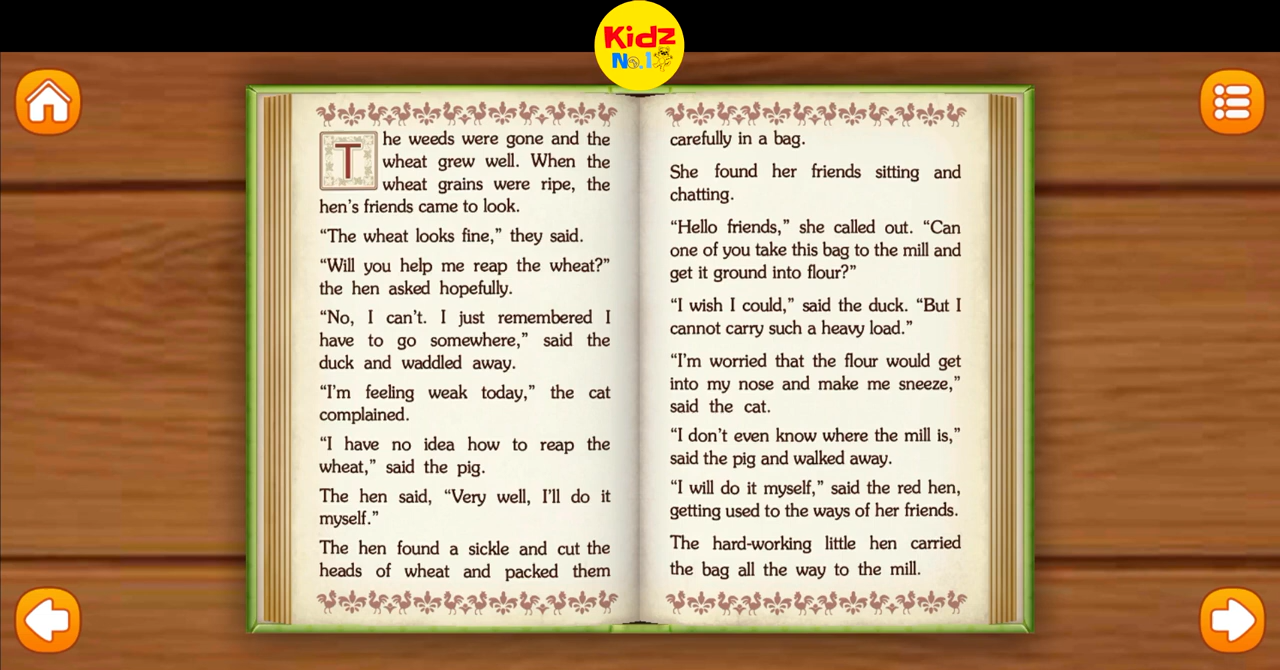 Kidz
No.1
The weeds were gone and the
wheat grew well. When the
wheat grains were ripe, the
hen's friends came to look.
“The wheat looks fine,” they said.
“Will you help me reap the wheat?”
the hen asked hopefully.
“No, I can't. I just remembered I
have to go somewhere,” said the
duck and waddled away.
“I'm feeling weak today,” the cat
complained.
“I have no idea how to reap the
wheat,” said the pig.
The hen said, “Very well, I'll do it
myself.”
The hen found a sickle and cut the
heads of wheat and packed them
carefully in a bag.
She found her friends sitting and
chatting.
“Hello friends,” she called out. “Can
one of you take this bag to the mill and
get it ground into flour?”
“I wish I could,” said the duck. “But I
cannot carry such a heavy load.”
“I'm worried that the flour would get
into my nose and make me sneeze,”
said the cat.
“I don't even know where the mill is,”
said the pig and walked away.
“I will do it myself,” said the red hen,
getting used to the ways of her friends.
The hard-working little hen carried
the bag all the way to the mill.